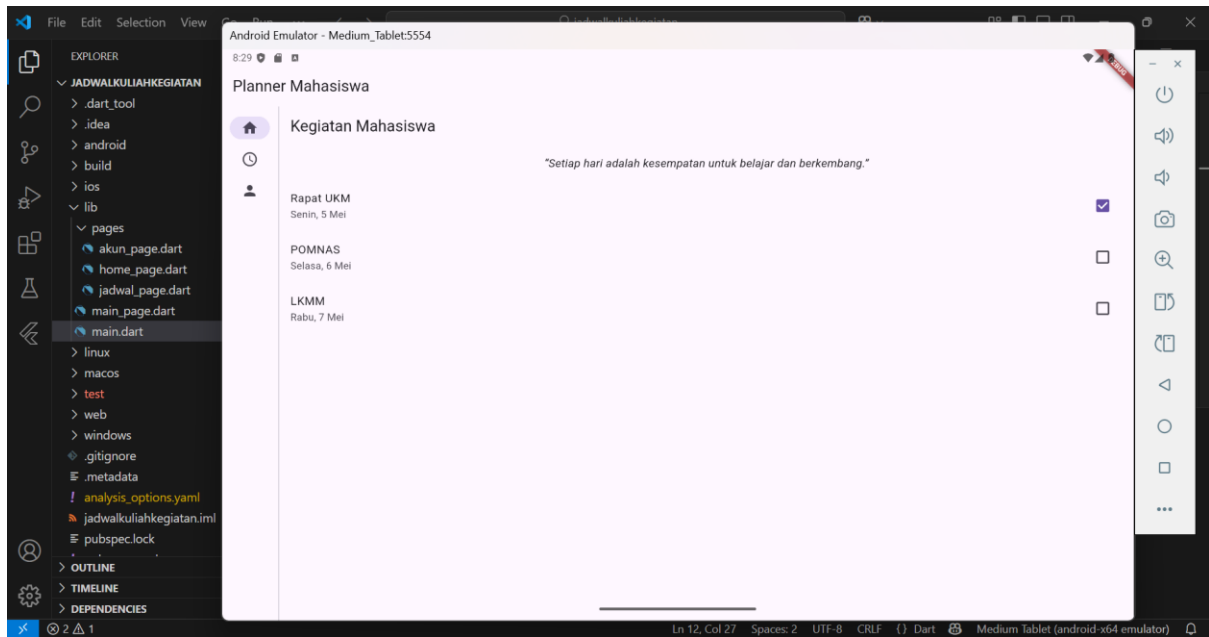 File Edit Selection View Go Run
Android Emulator - Medium_Tablet:5554
8:29
DEBUG
Planner Mahasiswa
Kegiatan Mahasiswa
"Setiap hari adalah kesempatan untuk belajar dan berkembang."
Rapat UKM
Senin, 5 Mei
POMNAS
Selasa, 6 Mei
LKMM
Rabu, 7 Mei
EXPLORER
JADWALKULIAHKEGIATAN
.dart_tool
.idea
android
build
ios
lib
pages
akun_page.dart
home_page.dart
jadwal_page.dart
main_page.dart
main.dart
linux
macos
test
web
windows
.gitignore
.metadata
analysis_options.yaml
jadwalkuliahkegiatan.iml
pubspec.lock
OUTLINE
TIMELINE
DEPENDENCIES
2 1
Ln 12, Col 27 Spaces: 2 UTF-8 CRLF {} Dart Medium Tablet (android-x64 emulator)